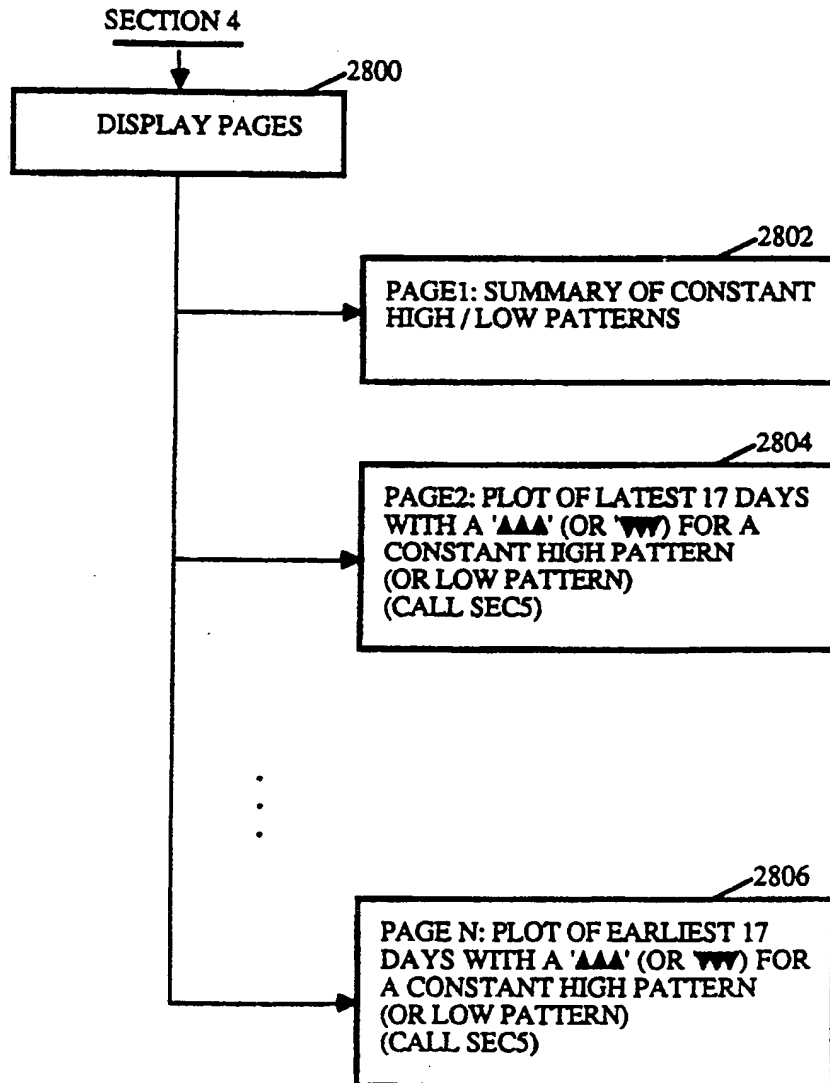 SECTION 4
2800
DISPLAY PAGES
2802
PAGE1: SUMMARY OF CONSTANT
HIGH / LOW PATTERNS
2804
PAGE2: PLOT OF LATEST 17 DAYS
WITH A '▲▲▲' (OR '▼▼▼') FOR A
CONSTANT HIGH PATTERN
(OR LOW PATTERN)
(CALL SEC5)
2806
PAGE N: PLOT OF EARLIEST 17
DAYS WITH A '▲▲▲' (OR '▼▼▼') FOR
A CONSTANT HIGH PATTERN
(OR LOW PATTERN)
(CALL SEC5)